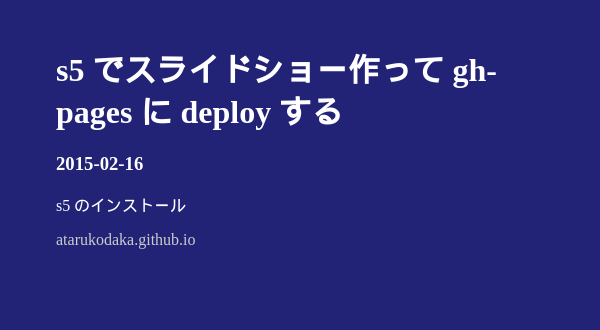 s5 でスライドショー作って gh-
pages に deploy する
2015-02-16
s5 のインストール
atarukodaka.github.io